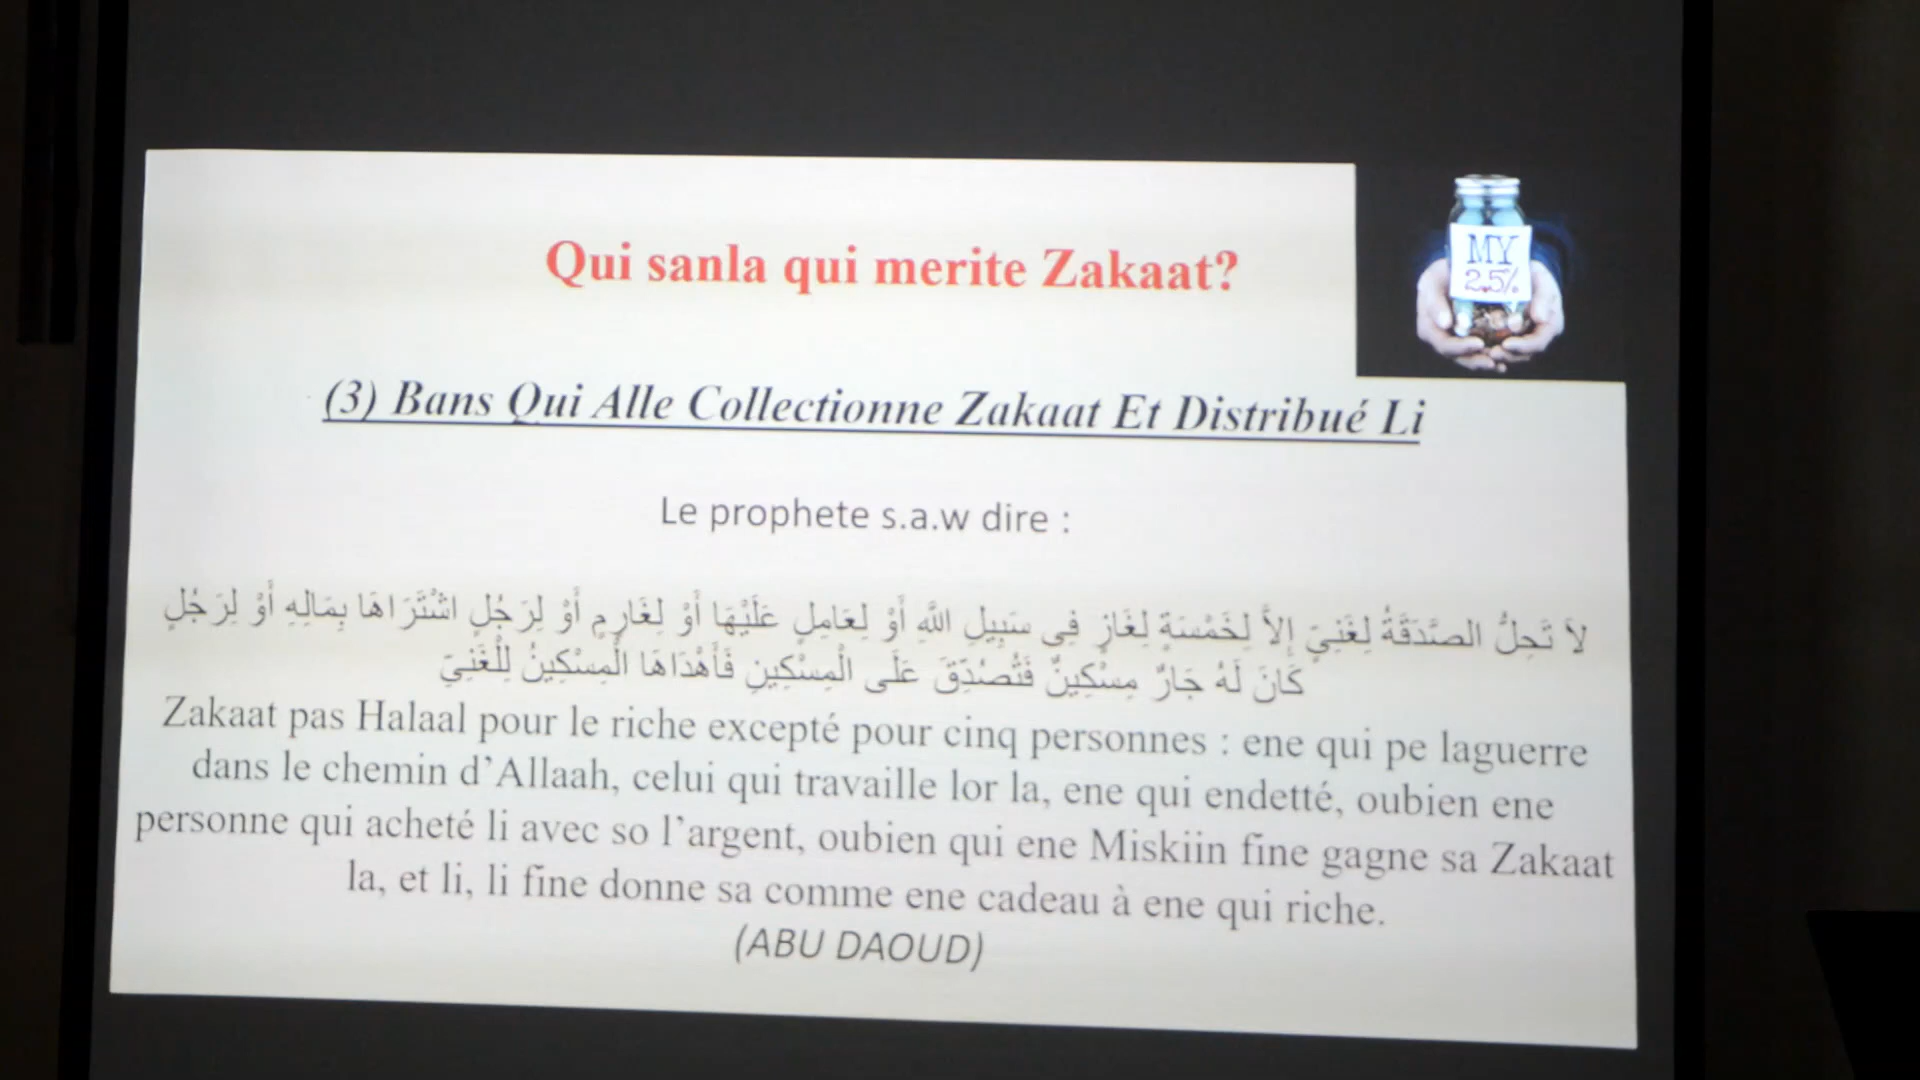 Qui sanla qui merite Zakaat?
MY
2.5%
(3) Bans Qui Alle Collectionne Zakaat Et Distribué Li
Le prophete s.a.w dire :
لاَ تَحِلُّ الصَّدَقَةُ لِغَنِيٍّ إِلاَّ لِخَمْسَةٍ لِغَازٍ فِي سَبِيلِ اللَّهِ أَوْ لِعَامِلٍ عَلَيْهَا أَوْ لِغَارِمٍ أَوْ لِرَجُلٍ اشْتَرَاهَا بِمَالِهِ أَوْ لِرَجُلٍ
كَانَ لَهُ جَارٌ مِسْكِينٌ فَتُصُدِّقَ عَلَى الْمِسْكِينِ فَأَهْدَاهَا الْمِسْكِينُ لِلْغَنِيِّ
Zakaat pas Halaal pour le riche excepté pour cinq personnes : ene qui pe laguerre
dans le chemin d’Allaah, celui qui travaille lor la, ene qui endetté, oubien ene
personne qui acheté li avec so l’argent, oubien qui ene Miskiin fine gagne sa Zakaat
la, et li, li fine donne sa comme ene cadeau à ene qui riche.
(ABU DAOUD)